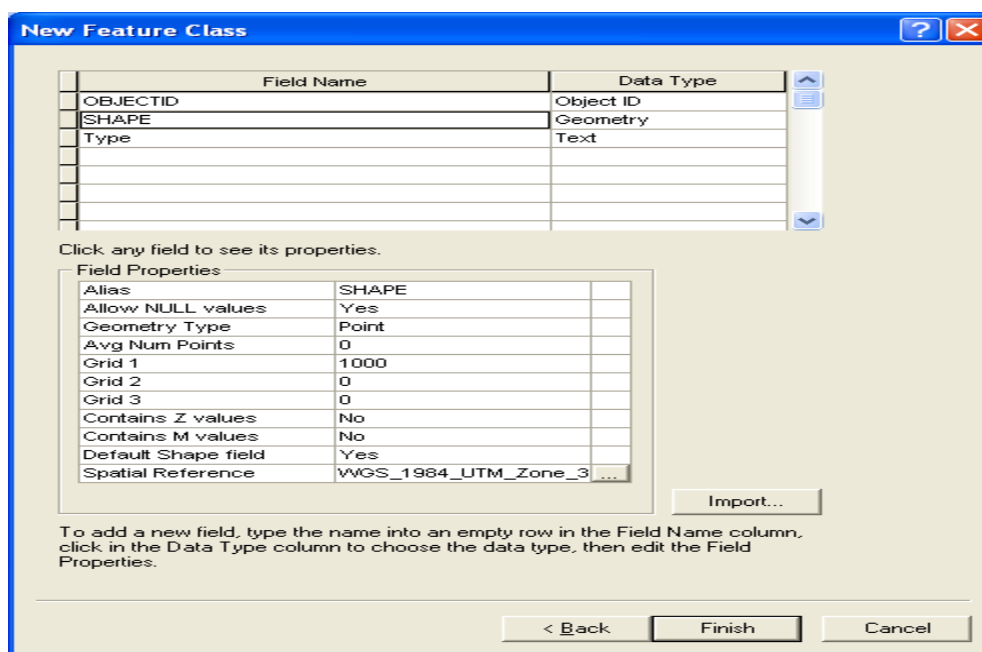 New Feature Class
Field Name Data Type
OBJECTID Object ID
SHAPE Geometry
Type Text
Click any field to see its properties.
Field Properties
Alias SHAPE
Allow NULL values Yes
Geometry Type Point
Avg Num Points 0
Grid 1 1000
Grid 2 0
Grid 3 0
Contains Z values No
Contains M values No
Default Shape field Yes
Spatial Reference WGS_1984_UTM_Zone_3 ...
Import...
To add a new field, type the name into an empty row in the Field Name column,
click in the Data Type column to choose the data type, then edit the Field
Properties.
< Back Finish Cancel